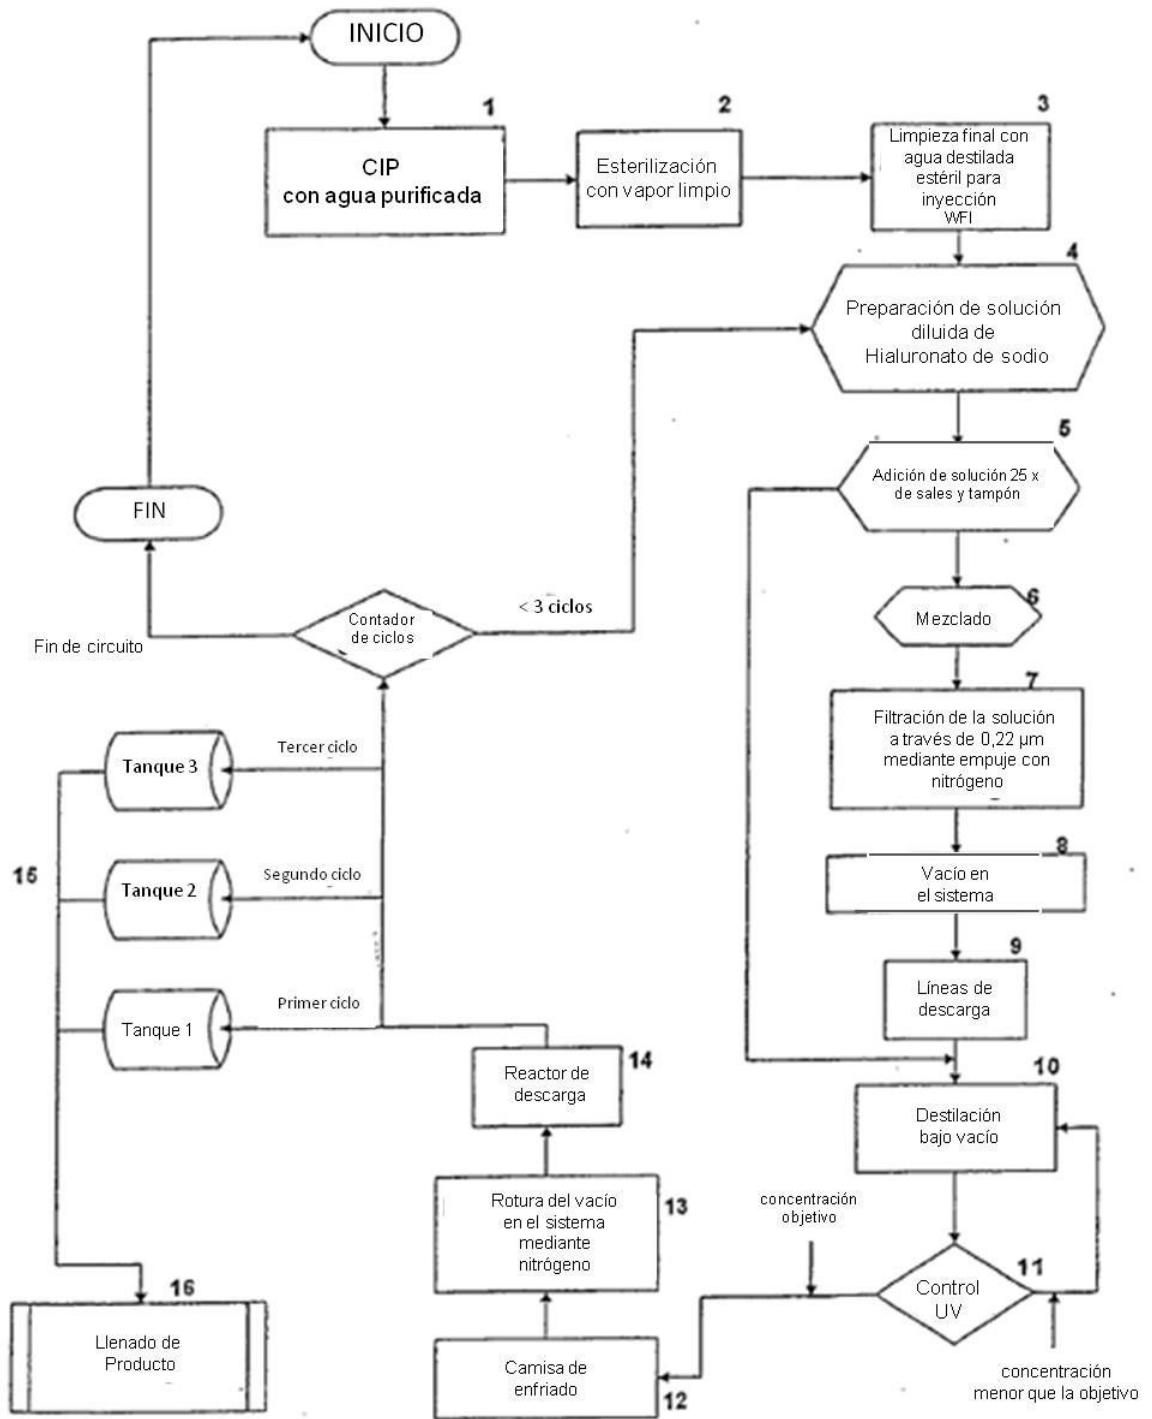 INICIO
1
CIP
con agua purificada
2
Esterilización
con vapor limpio
3
Limpieza final con
agua destilada
estéril para
inyección
WFI
4
Preparación de solución
diluida de
Hialuronato de sodio
5
Adición de solución 25 x
de sales y tampón
6
Mezclado
7
Filtración de la solución
a través de 0,22 µm
mediante empuje con
nitrógeno
8
Vacío en
el sistema
9
Líneas de
descarga
10
Destilación
bajo vacío
11
Control
UV
concentración
menor que la objetivo
concentración
objetivo
12
Camisa de
enfriado
13
Rotura del vacío
en el sistema
mediante
nitrógeno
14
Reactor de
descarga
Primer ciclo
Tanque 1
Segundo ciclo
Tanque 2
Tercer ciclo
Tanque 3
15
16
Llenado de
Producto
Contador
de ciclos
< 3 ciclos
Fin de circuito
FIN